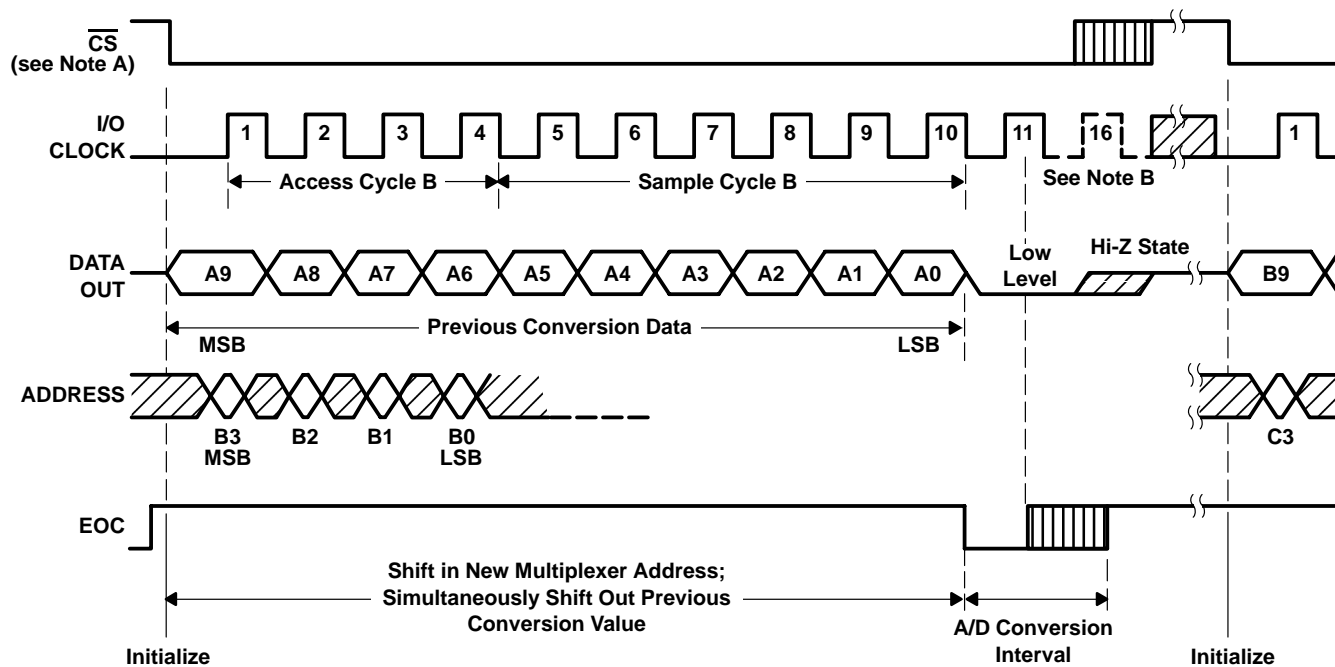 CS
(see Note A)
I/O
CLOCK
1 2 3 4 5 6 7 8 9 10 11 16 1
Access Cycle B
Sample Cycle B
See Note B
DATA
OUT
A9 A8 A7 A6 A5 A4 A3 A2 A1 A0
Low
Level
Hi-Z State
B9
Previous Conversion Data
MSB
LSB
ADDRESS
B3 B2 B1 B0
MSB LSB
C3
EOC
Shift in New Multiplexer Address;
Simultaneously Shift Out Previous
Conversion Value
A/D Conversion
Interval
Initialize
Initialize